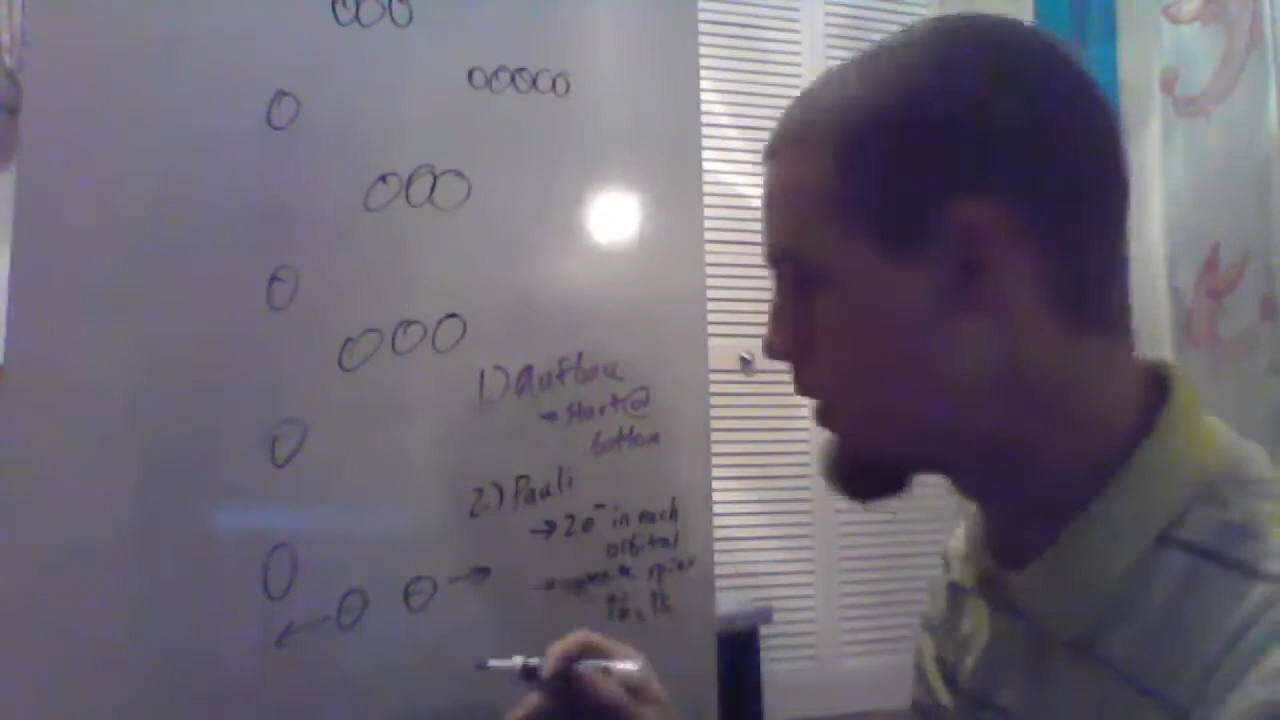 1) aufbau
→ start @
bottom
2) Pauli
→ 2e⁻ in each
orbital